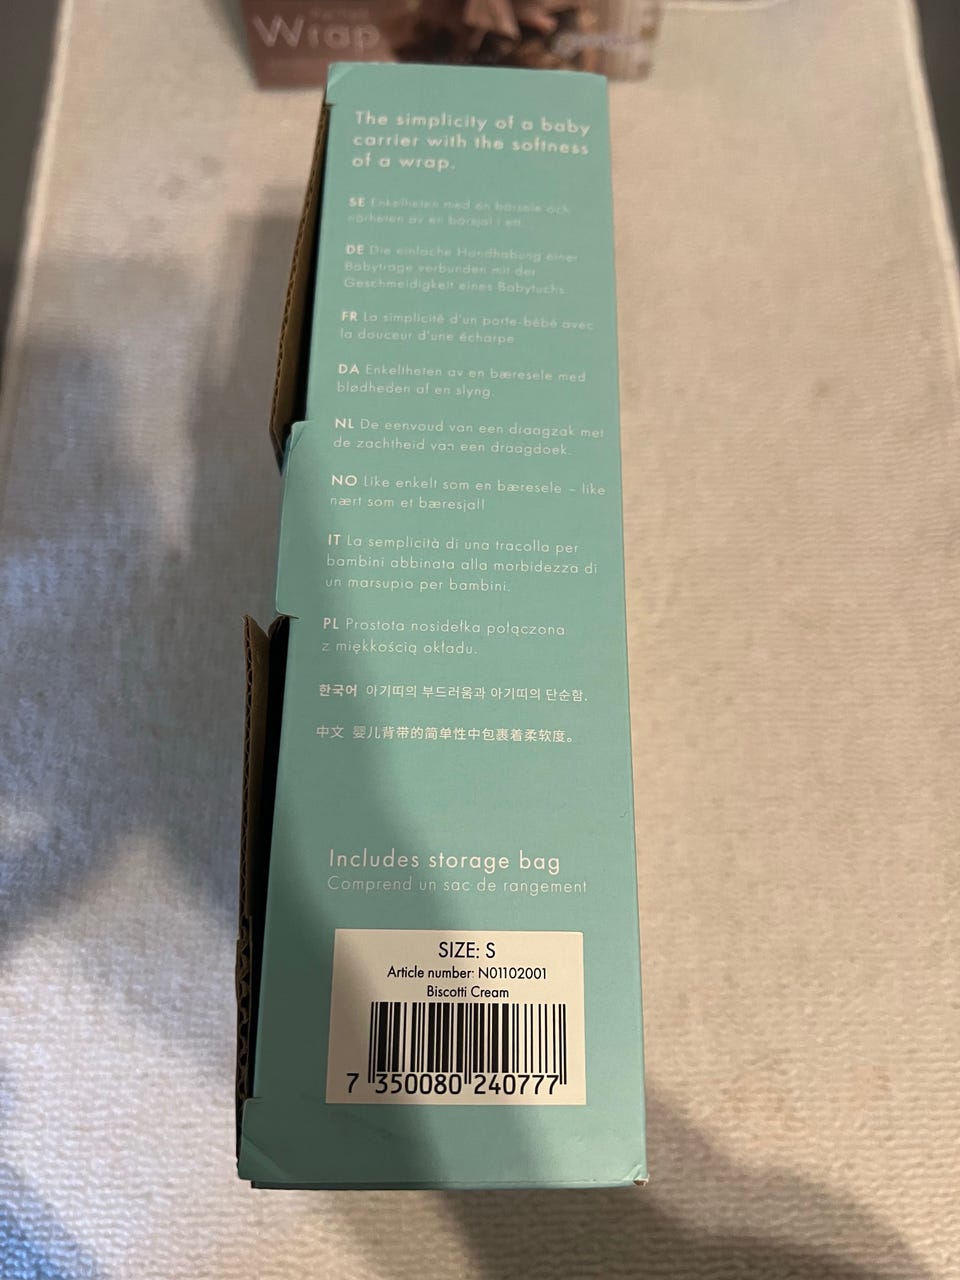 Wrap
The simplicity of a baby
carrier with the softness
of a wrap.
SE Enkelheten med en bärsele och
närheten av en bärsjal i ett.
DE Die einfache Handhabung einer
Babytrage verbunden mit der
Geschmeidigkeit eines Babytuchs.
FR La simplicité d'un porte-bébé avec
la douceur d'une écharpe
DA Enkeltheten av en bæresele med
blødheden af en slyng.
NL De eenvoud van een draagzak met
de zachtheid van een draagdoek.
NO Like enkelt som en bæresele – like
nært som et bæresjal!
IT La semplicità di una tracolla per
bambini abbinata alla morbidezza di
un marsupio per bambini.
PL Prostota nosidełka połączona
z miękkością okładu.
한국어 아기띠의 부드러움과 아기띠의 단순함.
中文 婴儿背带的简单性中包裹着柔软度。
Includes storage bag
Comprend un sac de rangement
SIZE: S
Article number: N01102001
Biscotti Cream
7 350080 240777